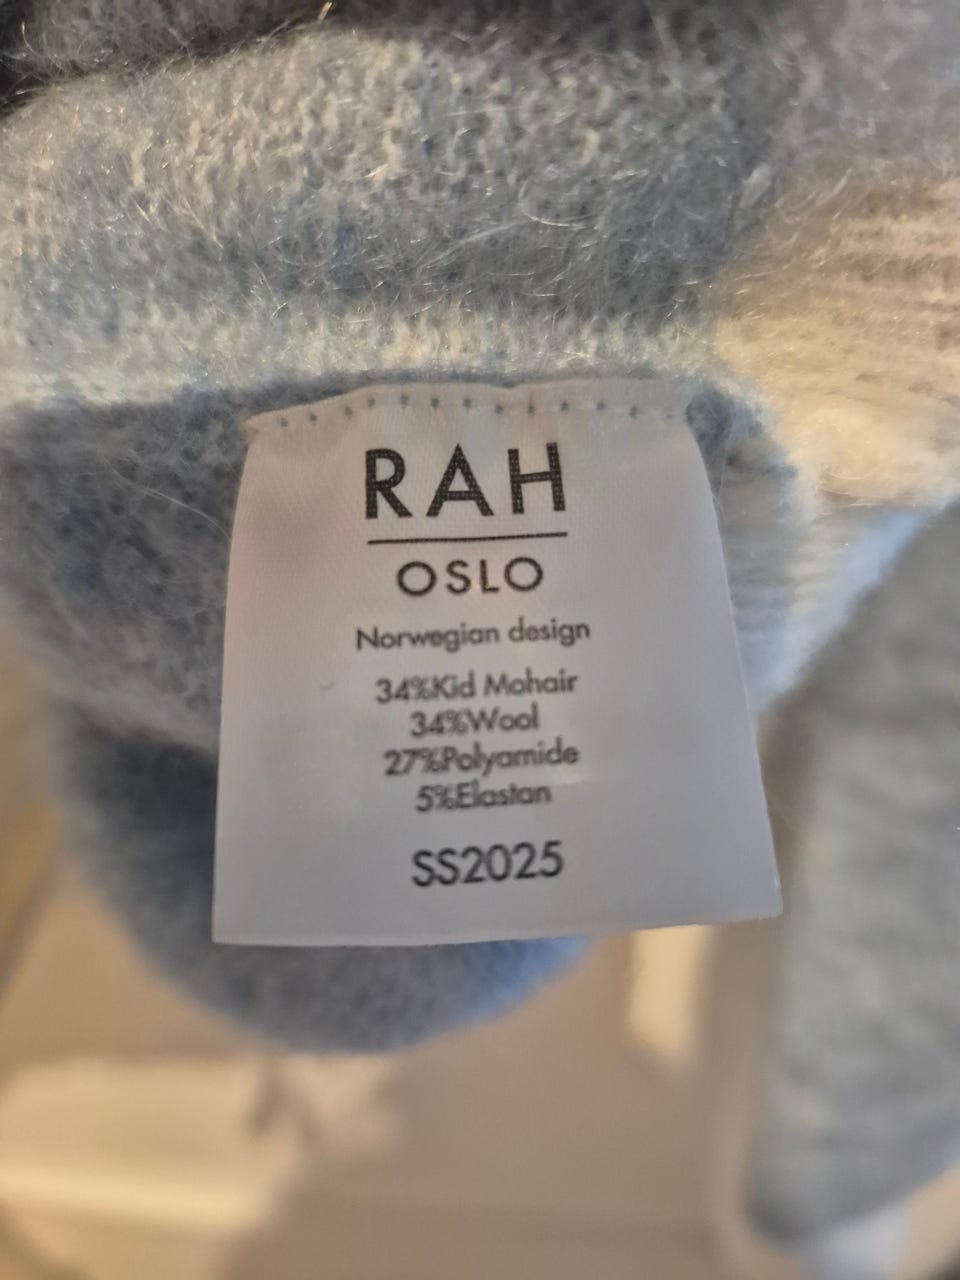 RAH
OSLO
Norwegian design
34%Kid Mohair
34%Wool
27%Polyamide
5%Elastan
SS2025